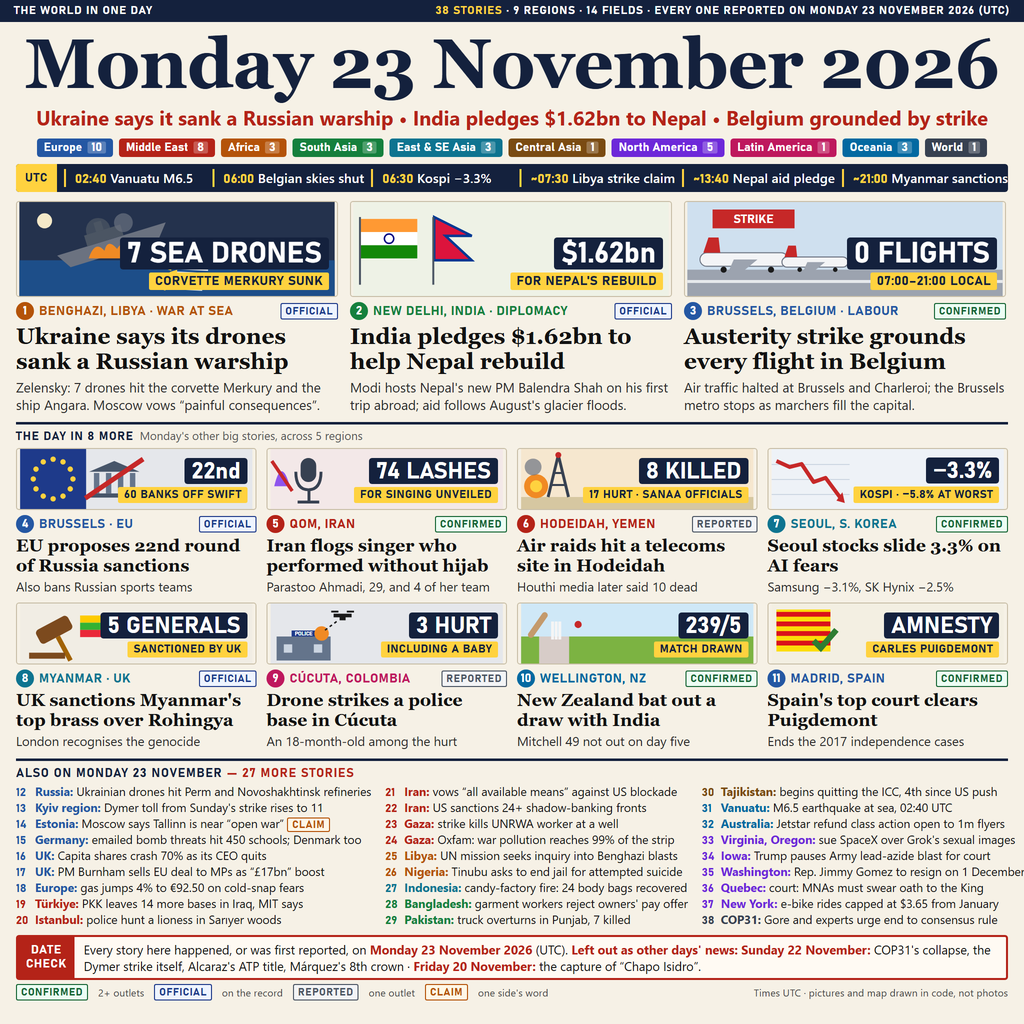 THE WORLD IN ONE DAY
38 STORIES · 9 REGIONS · 14 FIELDS · EVERY ONE REPORTED ON MONDAY 23 NOVEMBER 2026 (UTC)
Monday 23 November 2026
Ukraine says it sank a Russian warship • India pledges $1.62bn to Nepal • Belgium grounded by strike
Europe 10 Middle East 8 Africa 3 South Asia 3 East & SE Asia 3 Central Asia 1 North America 5 Latin America 1 Oceania 3 World 1
UTC 02:40 Vanuatu M6.5 06:00 Belgian skies shut 06:30 Kospi −3.3% ~07:30 Libya strike claim ~13:40 Nepal aid pledge ~21:00 Myanmar sanctions
7 SEA DRONES
CORVETTE MERKURY SUNK
1 BENGHAZI, LIBYA · WAR AT SEA OFFICIAL
Ukraine says its drones
sank a Russian warship
Zelensky: 7 drones hit the corvette Merkury and the
ship Angara. Moscow vows “painful consequences”.
$1.62bn
FOR NEPAL'S REBUILD
2 NEW DELHI, INDIA · DIPLOMACY OFFICIAL
India pledges $1.62bn to
help Nepal rebuild
Modi hosts Nepal's new PM Balendra Shah on his first
trip abroad; aid follows August's glacier floods.
STRIKE
0 FLIGHTS
07:00–21:00 LOCAL
3 BRUSSELS, BELGIUM · LABOUR CONFIRMED
Austerity strike grounds
every flight in Belgium
Air traffic halted at Brussels and Charleroi; the Brussels
metro stops as marchers fill the capital.
THE DAY IN 8 MORE Monday's other big stories, across 5 regions
22nd
60 BANKS OFF SWIFT
4 BRUSSELS · EU OFFICIAL
EU proposes 22nd round
of Russia sanctions
Also bans Russian sports teams
74 LASHES
FOR SINGING UNVEILED
5 QOM, IRAN CONFIRMED
Iran flogs singer who
performed without hijab
Parastoo Ahmadi, 29, and 4 of her team
8 KILLED
17 HURT · SANAA OFFICIALS
6 HODEIDAH, YEMEN REPORTED
Air raids hit a telecoms
site in Hodeidah
Houthi media later said 10 dead
−3.3%
KOSPI · −5.8% AT WORST
7 SEOUL, S. KOREA CONFIRMED
Seoul stocks slide 3.3% on
AI fears
Samsung −3.1%, SK Hynix −2.5%
5 GENERALS
SANCTIONED BY UK
8 MYANMAR · UK OFFICIAL
UK sanctions Myanmar's
top brass over Rohingya
London recognises the genocide
POLICE
3 HURT
INCLUDING A BABY
9 CÚCUTA, COLOMBIA REPORTED
Drone strikes a police
base in Cúcuta
An 18-month-old among the hurt
239/5
MATCH DRAWN
10 WELLINGTON, NZ CONFIRMED
New Zealand bat out a
draw with India
Mitchell 49 not out on day five
AMNESTY
CARLES PUIGDEMONT
11 MADRID, SPAIN CONFIRMED
Spain's top court clears
Puigdemont
Ends the 2017 independence cases
ALSO ON MONDAY 23 NOVEMBER — 27 MORE STORIES
12 Russia: Ukrainian drones hit Perm and Novoshakhtinsk refineries
13 Kyiv region: Dymer toll from Sunday's strike rises to 11
14 Estonia: Moscow says Tallinn is near “open war” CLAIM
15 Germany: emailed bomb threats hit 450 schools; Denmark too
16 UK: Capita shares crash 70% as its CEO quits
17 UK: PM Burnham sells EU deal to MPs as “£17bn” boost
18 Europe: gas jumps 4% to €92.50 on cold-snap fears
19 Türkiye: PKK leaves 14 more bases in Iraq, MIT says
20 Istanbul: police hunt a lioness in Sarıyer woods
21 Iran: vows “all available means” against US blockade
22 Iran: US sanctions 24+ shadow-banking fronts
23 Gaza: strike kills UNRWA worker at a well
24 Gaza: Oxfam: war pollution reaches 99% of the strip
25 Libya: UN mission seeks inquiry into Benghazi blasts
26 Nigeria: Tinubu asks to end jail for attempted suicide
27 Indonesia: candy-factory fire: 24 body bags recovered
28 Bangladesh: garment workers reject owners' pay offer
29 Pakistan: truck overturns in Punjab, 7 killed
30 Tajikistan: begins quitting the ICC, 4th since US push
31 Vanuatu: M6.5 earthquake at sea, 02:40 UTC
32 Australia: Jetstar refund class action open to 1m flyers
33 Virginia, Oregon: sue SpaceX over Grok's sexual images
34 Iowa: Trump pauses Army lead-azide blast for court
35 Washington: Rep. Jimmy Gomez to resign on 1 December
36 Quebec: court: MNAs must swear oath to the King
37 New York: e-bike rides capped at $3.65 from January
38 COP31: Gore and experts urge end to consensus rule
DATE CHECK
Every story here happened, or was first reported, on Monday 23 November 2026 (UTC). Left out as other days' news: Sunday 22 November: COP31's collapse, the
Dymer strike itself, Alcaraz's ATP title, Márquez's 8th crown · Friday 20 November: the capture of “Chapo Isidro”.
CONFIRMED 2+ outlets OFFICIAL on the record REPORTED one outlet CLAIM one side's word
Times UTC · pictures and map drawn in code, not photos